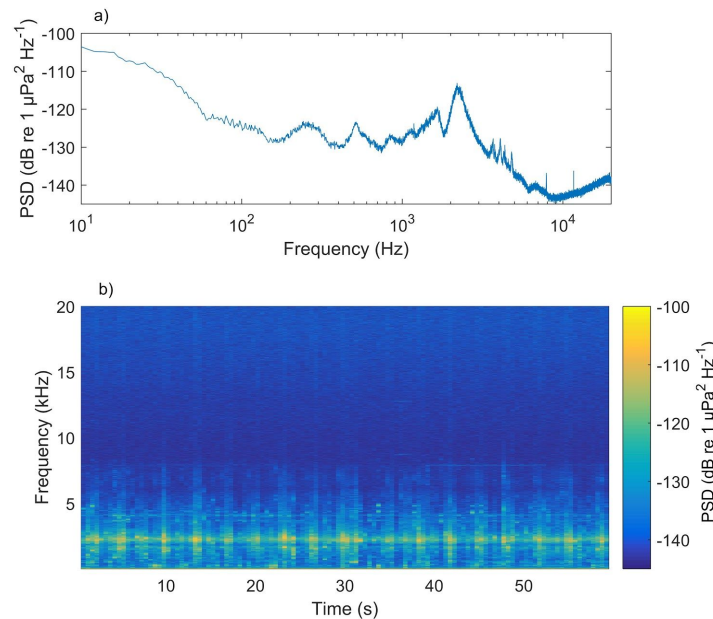 a)
-100
-110
-120
-130
-140
PSD (dB re 1 µPa² Hz⁻¹)
10¹ 10² 10³ 10⁴
Frequency (Hz)
b)
20
15
10
5
Frequency (kHz)
10 20 30 40 50
Time (s)
-100
-110
-120
-130
-140
PSD (dB re 1 µPa² Hz⁻¹)